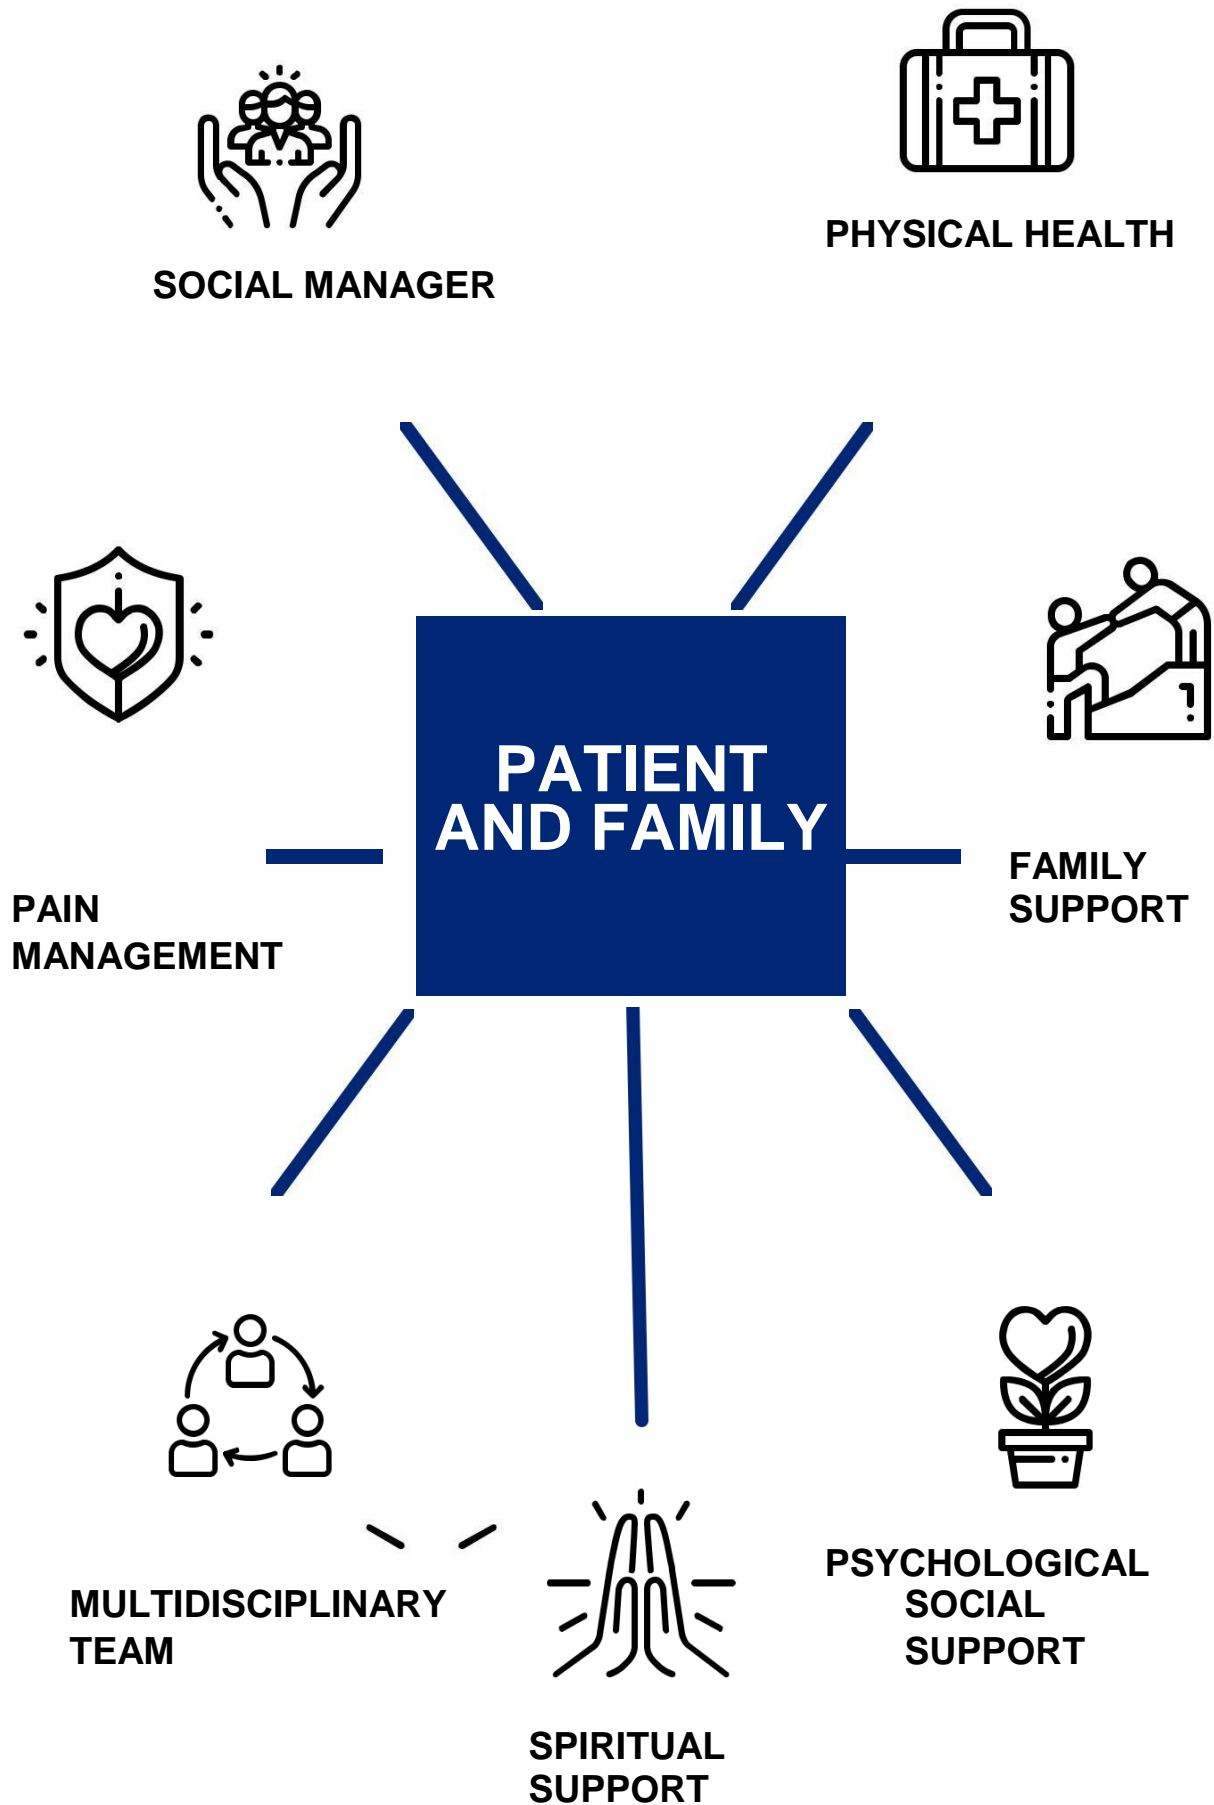 PHYSICAL HEALTH
SOCIAL MANAGER
PATIENT
AND FAMILY
FAMILY
SUPPORT
PAIN
MANAGEMENT
PSYCHOLOGICAL
SOCIAL
SUPPORT
MULTIDISCIPLINARY
TEAM
SPIRITUAL
SUPPORT